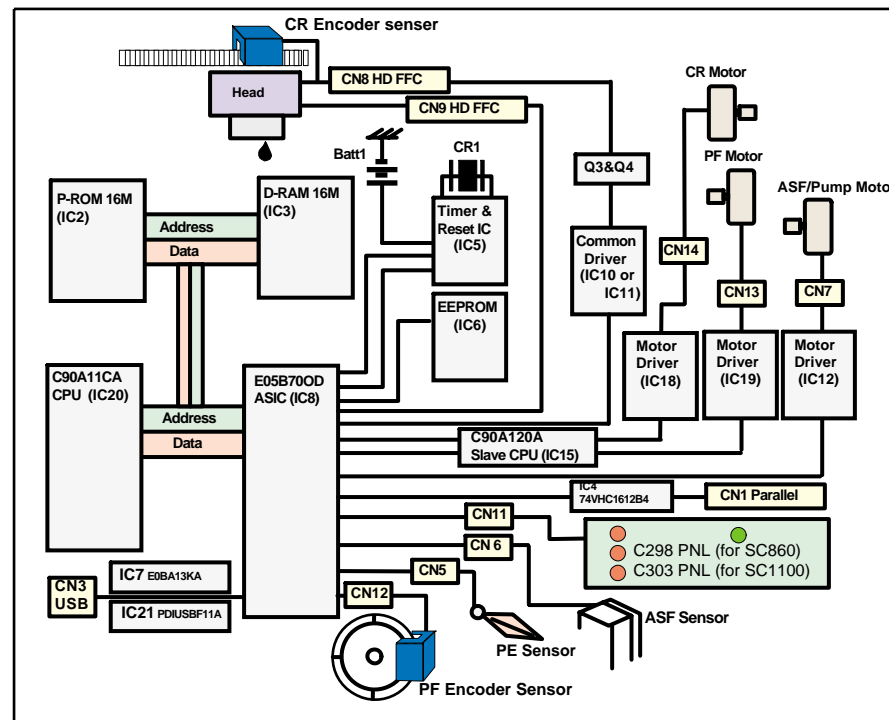 CR Encoder senser
CN8 HD FFC
CR Motor
Head
CN9 HD FFC
Batt1
CR1
Q3&Q4
PF Motor
ASF/Pump Moto
P-ROM 16M
(IC2)
D-RAM 16M
(IC3)
Address
Data
Timer &
Reset IC
(IC5)
Common
Driver
(IC10 or
IC11)
CN14
CN13
CN7
EEPROM
(IC6)
Motor
Driver
(IC18)
Motor
Driver
(IC19)
Motor
Driver
(IC12)
C90A11CA
CPU (IC20)
E05B70OD
ASIC (IC8)
Address
Data
C90A120A
Slave CPU (IC15)
IC4
74VHC1612B4
CN1 Parallel
CN11
CN 6
C298 PNL (for SC860)
C303 PNL (for SC1100)
CN5
CN3
USB
IC7 E0BA13KA
IC21 PDIUSBF11A
CN12
ASF Sensor
PE Sensor
PF Encoder Sensor